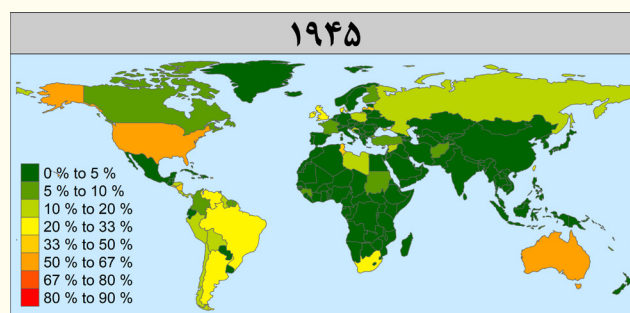 ۱۹۴۵
0 % to 5 %
5 % to 10 %
10 % to 20 %
20 % to 33 %
33 % to 50 %
50 % to 67 %
67 % to 80 %
80 % to 90 %